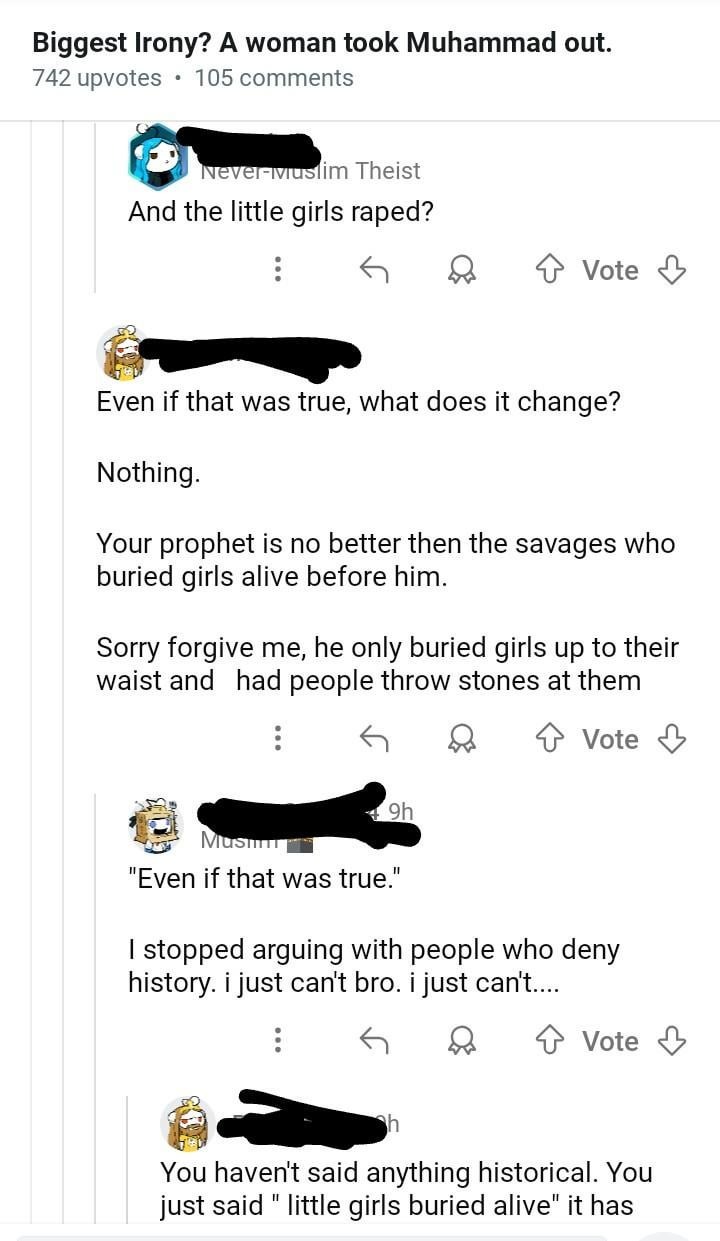 Biggest Irony? A woman took Muhammad out.
742 upvotes • 105 comments
Never-Muslim Theist
And the little girls raped?
Vote
Even if that was true, what does it change?
Nothing.
Your prophet is no better then the savages who
buried girls alive before him.
Sorry forgive me, he only buried girls up to their
waist and had people throw stones at them
Vote
9h
Muslim
"Even if that was true."
I stopped arguing with people who deny
history. i just can't bro. i just can't....
Vote
h
You haven't said anything historical. You
just said " little girls buried alive" it has